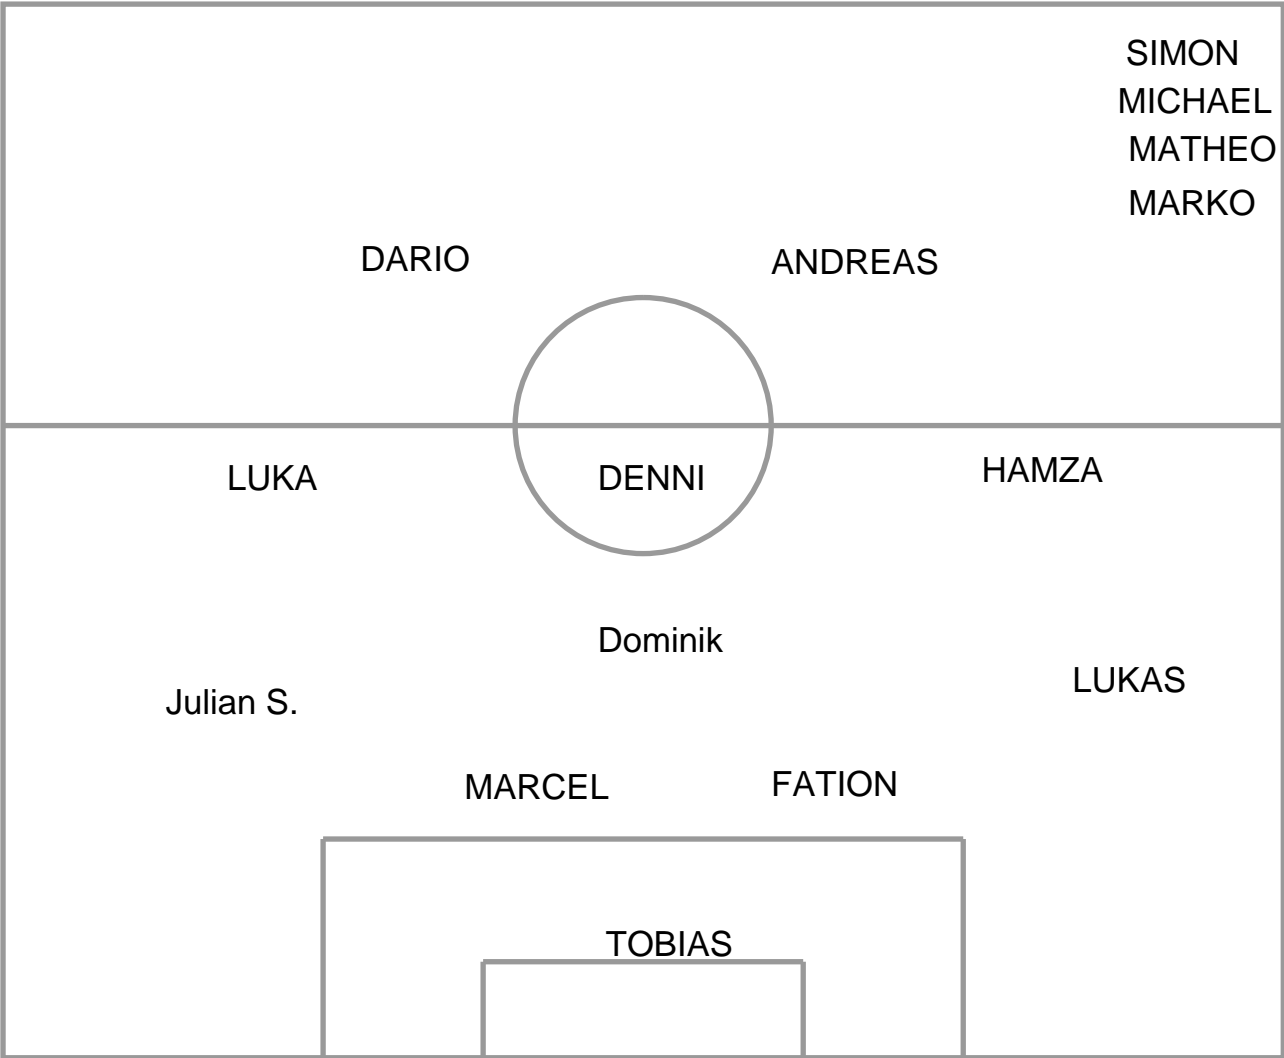 SIMON
MICHAEL
MATHEO
MARKO
DARIO
ANDREAS
LUKA
DENNI
HAMZA
Dominik
Julian S.
LUKAS
MARCEL
FATION
TOBIAS